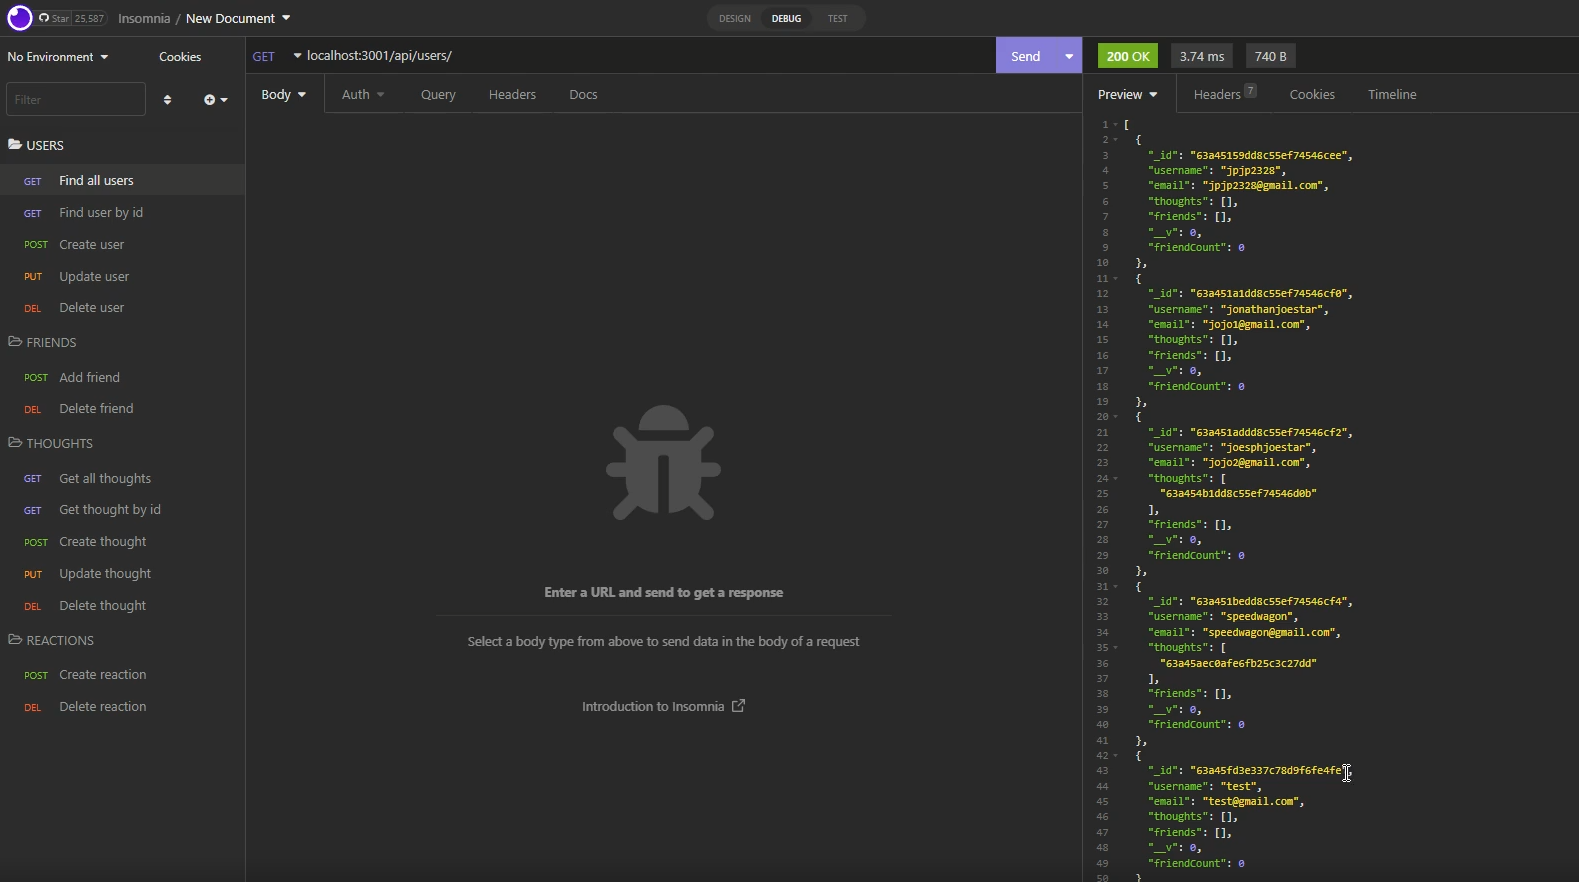 Star 25,587 Insomnia / New Document DESIGN DEBUG TEST
No Environment Cookies
GET localhost:3001/api/users/ Send
200 OK 3.74 ms 740 B
Filter
Body Auth Query Headers Docs
Preview Headers 7 Cookies Timeline
USERS
GET Find all users
GET Find user by id
POST Create user
PUT Update user
DEL Delete user
FRIENDS
POST Add friend
DEL Delete friend
THOUGHTS
GET Get all thoughts
GET Get thought by id
POST Create thought
PUT Update thought
DEL Delete thought
REACTIONS
POST Create reaction
DEL Delete reaction
Enter a URL and send to get a response
Select a body type from above to send data in the body of a request
Introduction to Insomnia
1 [
2 {
3 "_id": "63a45159dd8c55ef74546cee",
4 "username": "jpjp2328",
5 "email": "jpjp2328@gmail.com",
6 "thoughts": [],
7 "friends": [],
8 "__v": 0,
9 "friendCount": 0
10 },
11 {
12 "_id": "63a451a1dd8c55ef74546cf0",
13 "username": "jonathanjoestar",
14 "email": "jojo1@gmail.com",
15 "thoughts": [],
16 "friends": [],
17 "__v": 0,
18 "friendCount": 0
19 },
20 {
21 "_id": "63a451addd8c55ef74546cf2",
22 "username": "joesphjoestar",
23 "email": "jojo2@gmail.com",
24 "thoughts": [
25 "63a454b1dd8c55ef74546d0b"
26 ],
27 "friends": [],
28 "__v": 0,
29 "friendCount": 0
30 },
31 {
32 "_id": "63a451bedd8c55ef74546cf4",
33 "username": "speedwagon",
34 "email": "speedwagon@gmail.com",
35 "thoughts": [
36 "63a45aec0afe6fb25c3c27dd"
37 ],
38 "friends": [],
39 "__v": 0,
40 "friendCount": 0
41 },
42 {
43 "_id": "63a45fd3e337c78d9f6fe4fe",
44 "username": "test",
45 "email": "test@gmail.com",
46 "thoughts": [],
47 "friends": [],
48 "__v": 0,
49 "friendCount": 0
50 }